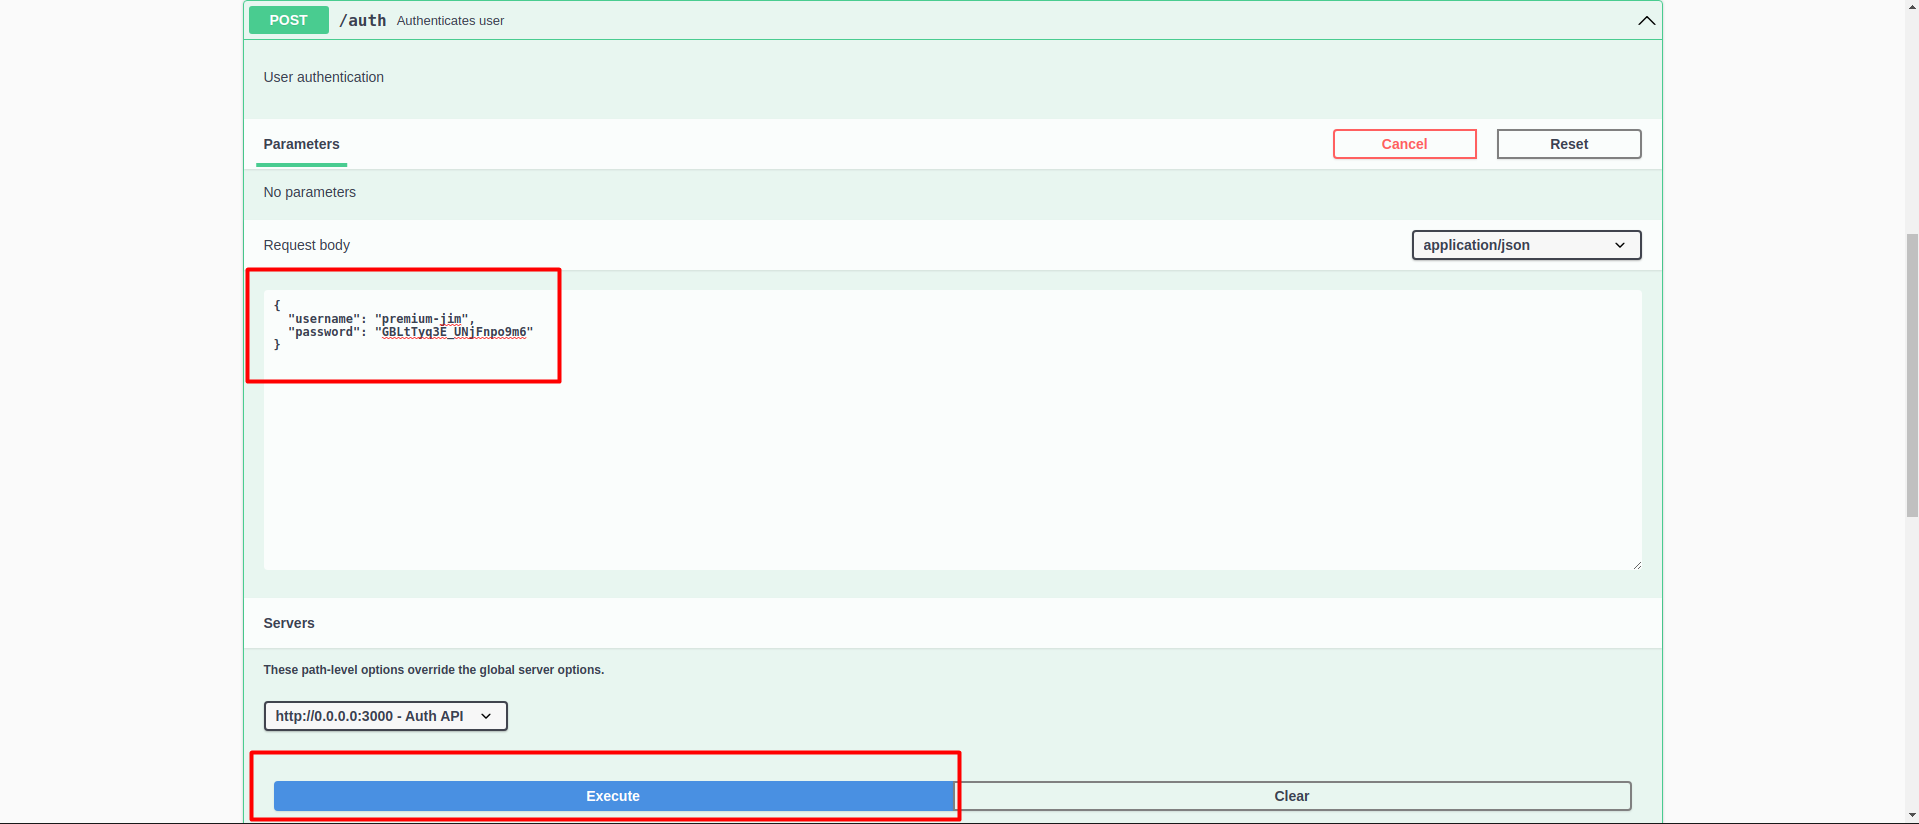 POST /auth Authenticates user
User authentication
Parameters
Cancel
Reset
No parameters
Request body
application/json
{
"username": "premium-jim",
"password": "GBLtTyq3E_UNjFnpo9m6"
}
Servers
These path-level options override the global server options.
http://0.0.0.0:3000 - Auth API
Execute
Clear